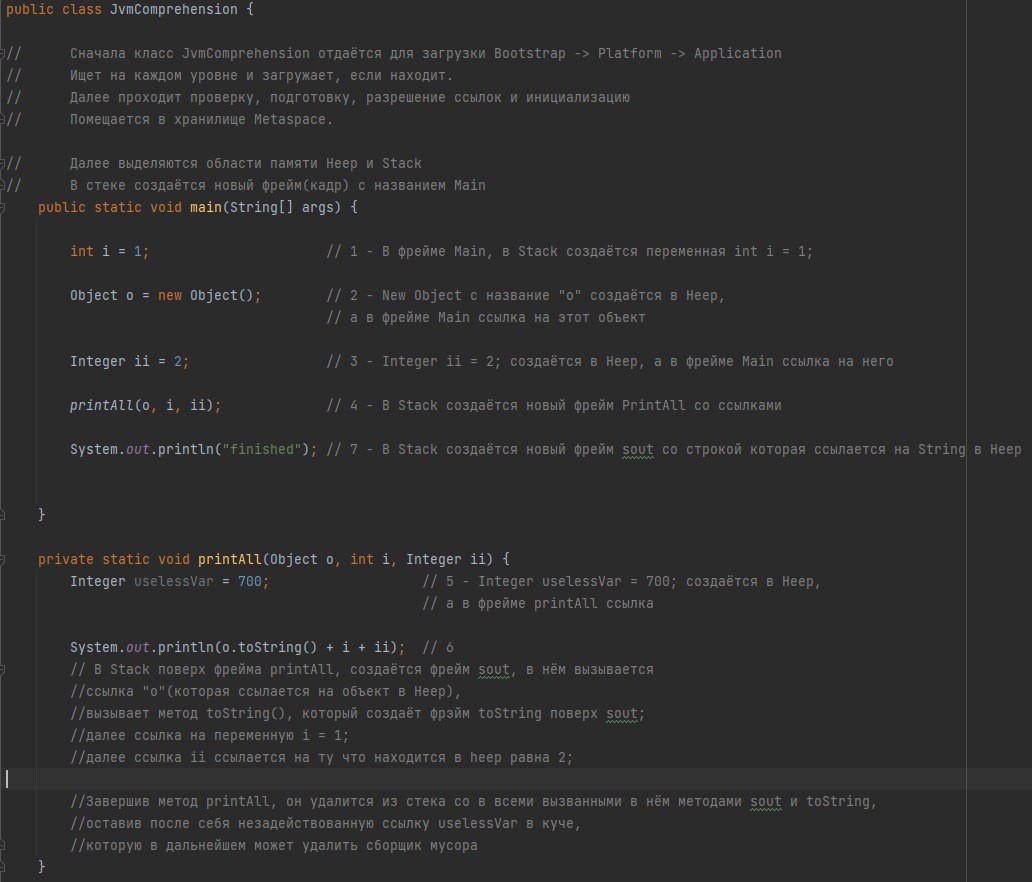 public class JvmComprehension {
//      Сначала класс JvmComprehension отдаётся для загрузки Bootstrap -> Platform -> Application
//      Ищет на каждом уровне и загружает, если находит.
//      Далее проходит проверку, подготовку, разрешение ссылок и инициализацию
//      Помещается в хранилище Metaspace.
//      Далее выделяются области памяти Heep и Stack
//      В стеке создаётся новый фрейм(кадр) с названием Main
    public static void main(String[] args) {
        int i = 1;                      // 1 - В фрейме Main, в Stack создаётся переменная int i = 1;
        Object o = new Object();        // 2 - New Object с название "о" создаётся в Heep,
                                        // а в фрейме Main ссылка на этот объект
        Integer ii = 2;                 // 3 - Integer ii = 2; создаётся в Heep, а в фрейме Main ссылка на него
        printAll(o, i, ii);             // 4 - В Stack создаётся новый фрейм PrintAll со ссылками
        System.out.println("finished"); // 7 - В Stack создаётся новый фрейм sout со строкой которая ссылается на String в Heep
    }
    private static void printAll(Object o, int i, Integer ii) {
        Integer uselessVar = 700;                   // 5 - Integer uselessVar = 700; создаётся в Heep,
                                                    // а в фрейме printAll ссылка
        System.out.println(o.toString() + i + ii);  // 6
        // В Stack поверх фрейма printAll, создаётся фрейм sout, в нём вызывается
        //ссылка "о"(которая ссылается на объект в Heep),
        //вызывает метод toString(), который создаёт фрэйм toString поверх sout;
        //далее ссылка на переменную i = 1;
        //далее ссылка ii ссылается на ту что находится в heep равна 2;
        //Завершив метод printAll, он удалится из стека со в всеми вызванными в нём методами sout и toString,
        //оставив после себя незадействованную ссылку uselessVar в куче,
        //которую в дальнейшем может удалить сборщик мусора
    }